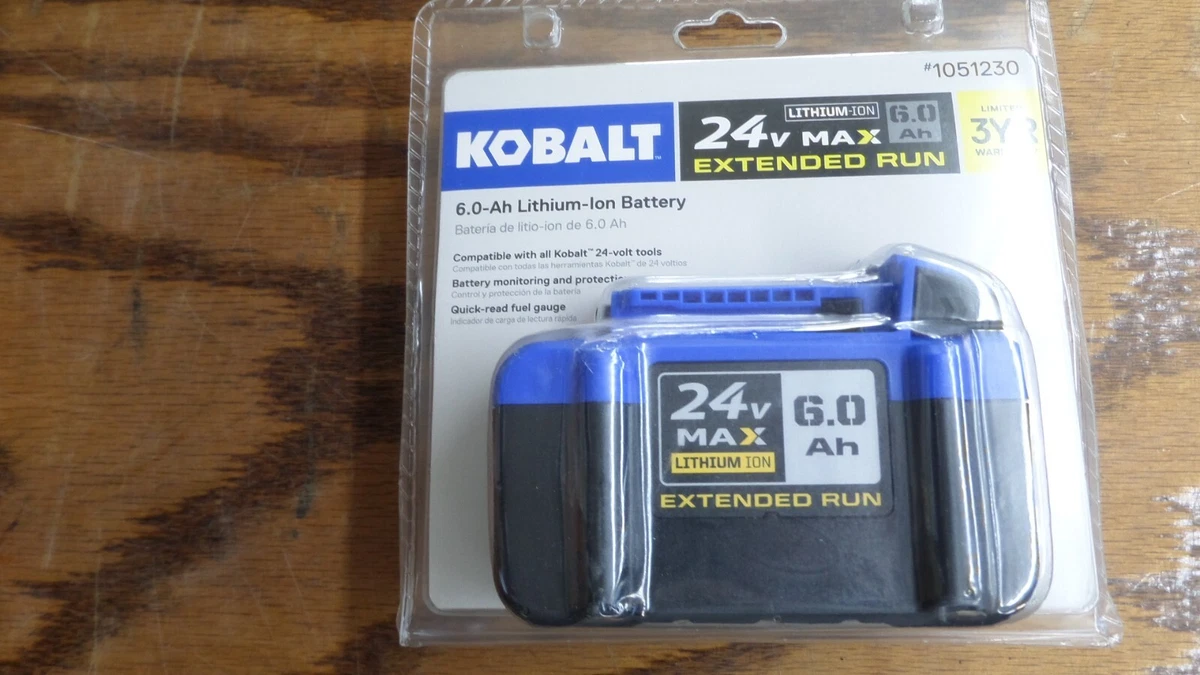 #1051230
KOBALT™
24V MAX
LITHIUM-ION
6.0
Ah
EXTENDED RUN
LIMITED
3YR
6.0-Ah Lithium-Ion Battery
Batería de litio-ion de 6.0 Ah
Compatible with all Kobalt™ 24-volt tools
Compatible con todas las herramientas Kobalt™ de 24 voltios
Battery monitoring and protection
Control y protección de la batería
Quick-read fuel gauge
Indicador de carga de lectura rápida
24V
MAX
LITHIUM ION
6.0
Ah
EXTENDED RUN